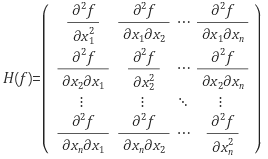 H(f)= ( ∂²f/∂x₁² ∂²f/∂x₁∂x₂ ⋯ ∂²f/∂x₁∂xₙ
∂²f/∂x₂∂x₁ ∂²f/∂x₂² ⋯ ∂²f/∂x₂∂xₙ
⋮ ⋮ ⋱ ⋮
∂²f/∂xₙ∂x₁ ∂²f/∂xₙ∂x₂ ⋯ ∂²f/∂xₙ² )